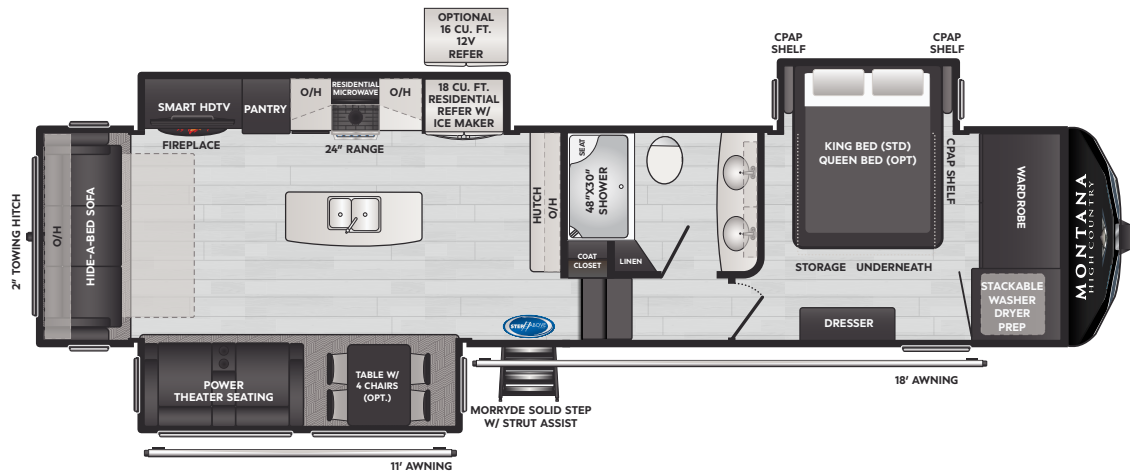 OPTIONAL
16 CU. FT.
12V
REFER
CPAP
SHELF
CPAP
SHELF
SMART HDTV
PANTRY
O/H
RESIDENTIAL
MICROWAVE
O/H
18 CU. FT.
RESIDENTIAL
REFER W/
ICE MAKER
FIREPLACE
24" RANGE
2" TOWING HITCH
O/H
HIDE-A-BED SOFA
HUTCH
O/H
SEAT
48"X30"
SHOWER
COAT
CLOSET
LINEN
KING BED (STD)
QUEEN BED (OPT)
CPAP SHELF
WARDROBE
STORAGE UNDERNEATH
STACKABLE
WASHER
DRYER
PREP
DRESSER
MONTANA
HIGH COUNTRY
STEP ABOVE
POWER
THEATER SEATING
TABLE W/
4 CHAIRS
(OPT.)
MORRYDE SOLID STEP
W/ STRUT ASSIST
18' AWNING
11' AWNING